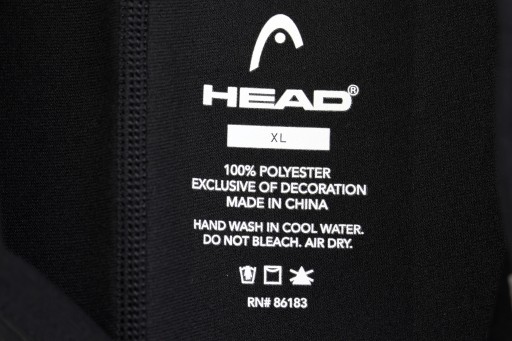 HEAD®
XL
100% POLYESTER
EXCLUSIVE OF DECORATION
MADE IN CHINA
HAND WASH IN COOL WATER.
DO NOT BLEACH. AIR DRY.
RN# 86183